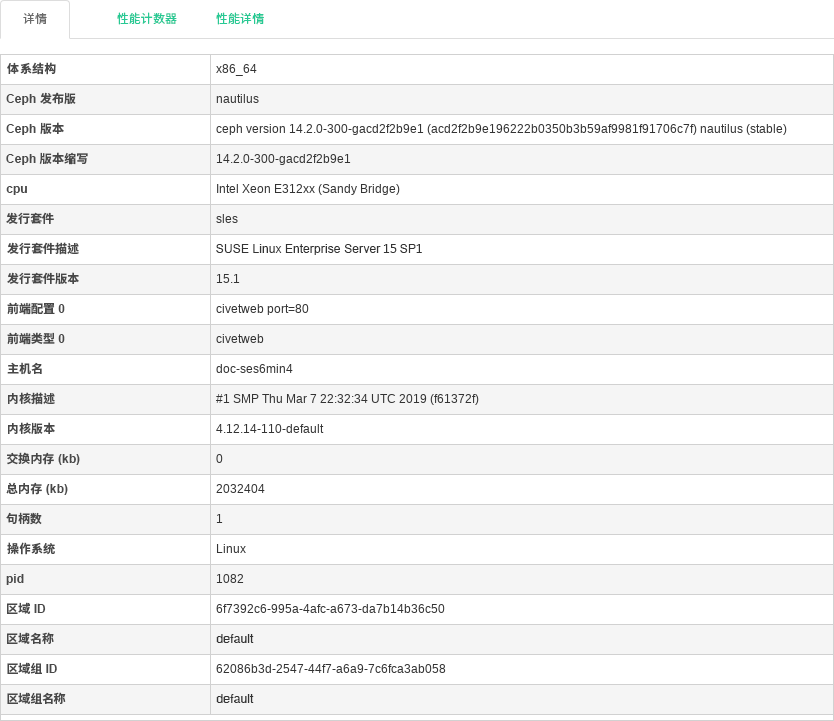 详情 性能计数器 性能详情
体系结构 x86_64
Ceph 发布版 nautilus
Ceph 版本 ceph version 14.2.0-300-gacd2f2b9e1 (acd2f2b9e196222b0350b3b59af9981f91706c7f) nautilus (stable)
Ceph 版本缩写 14.2.0-300-gacd2f2b9e1
cpu Intel Xeon E312xx (Sandy Bridge)
发行套件 sles
发行套件描述 SUSE Linux Enterprise Server 15 SP1
发行套件版本 15.1
前端配置 0 civetweb port=80
前端类型 0 civetweb
主机名 doc-ses6min4
内核描述 #1 SMP Thu Mar 7 22:32:34 UTC 2019 (f61372f)
内核版本 4.12.14-110-default
交换内存 (kb) 0
总内存 (kb) 2032404
句柄数 1
操作系统 Linux
pid 1082
区域 ID 6f7392c6-995a-4afc-a673-da7b14b36c50
区域名称 default
区域组 ID 62086b3d-2547-44f7-a6a9-7c6fca3ab058
区域组名称 default